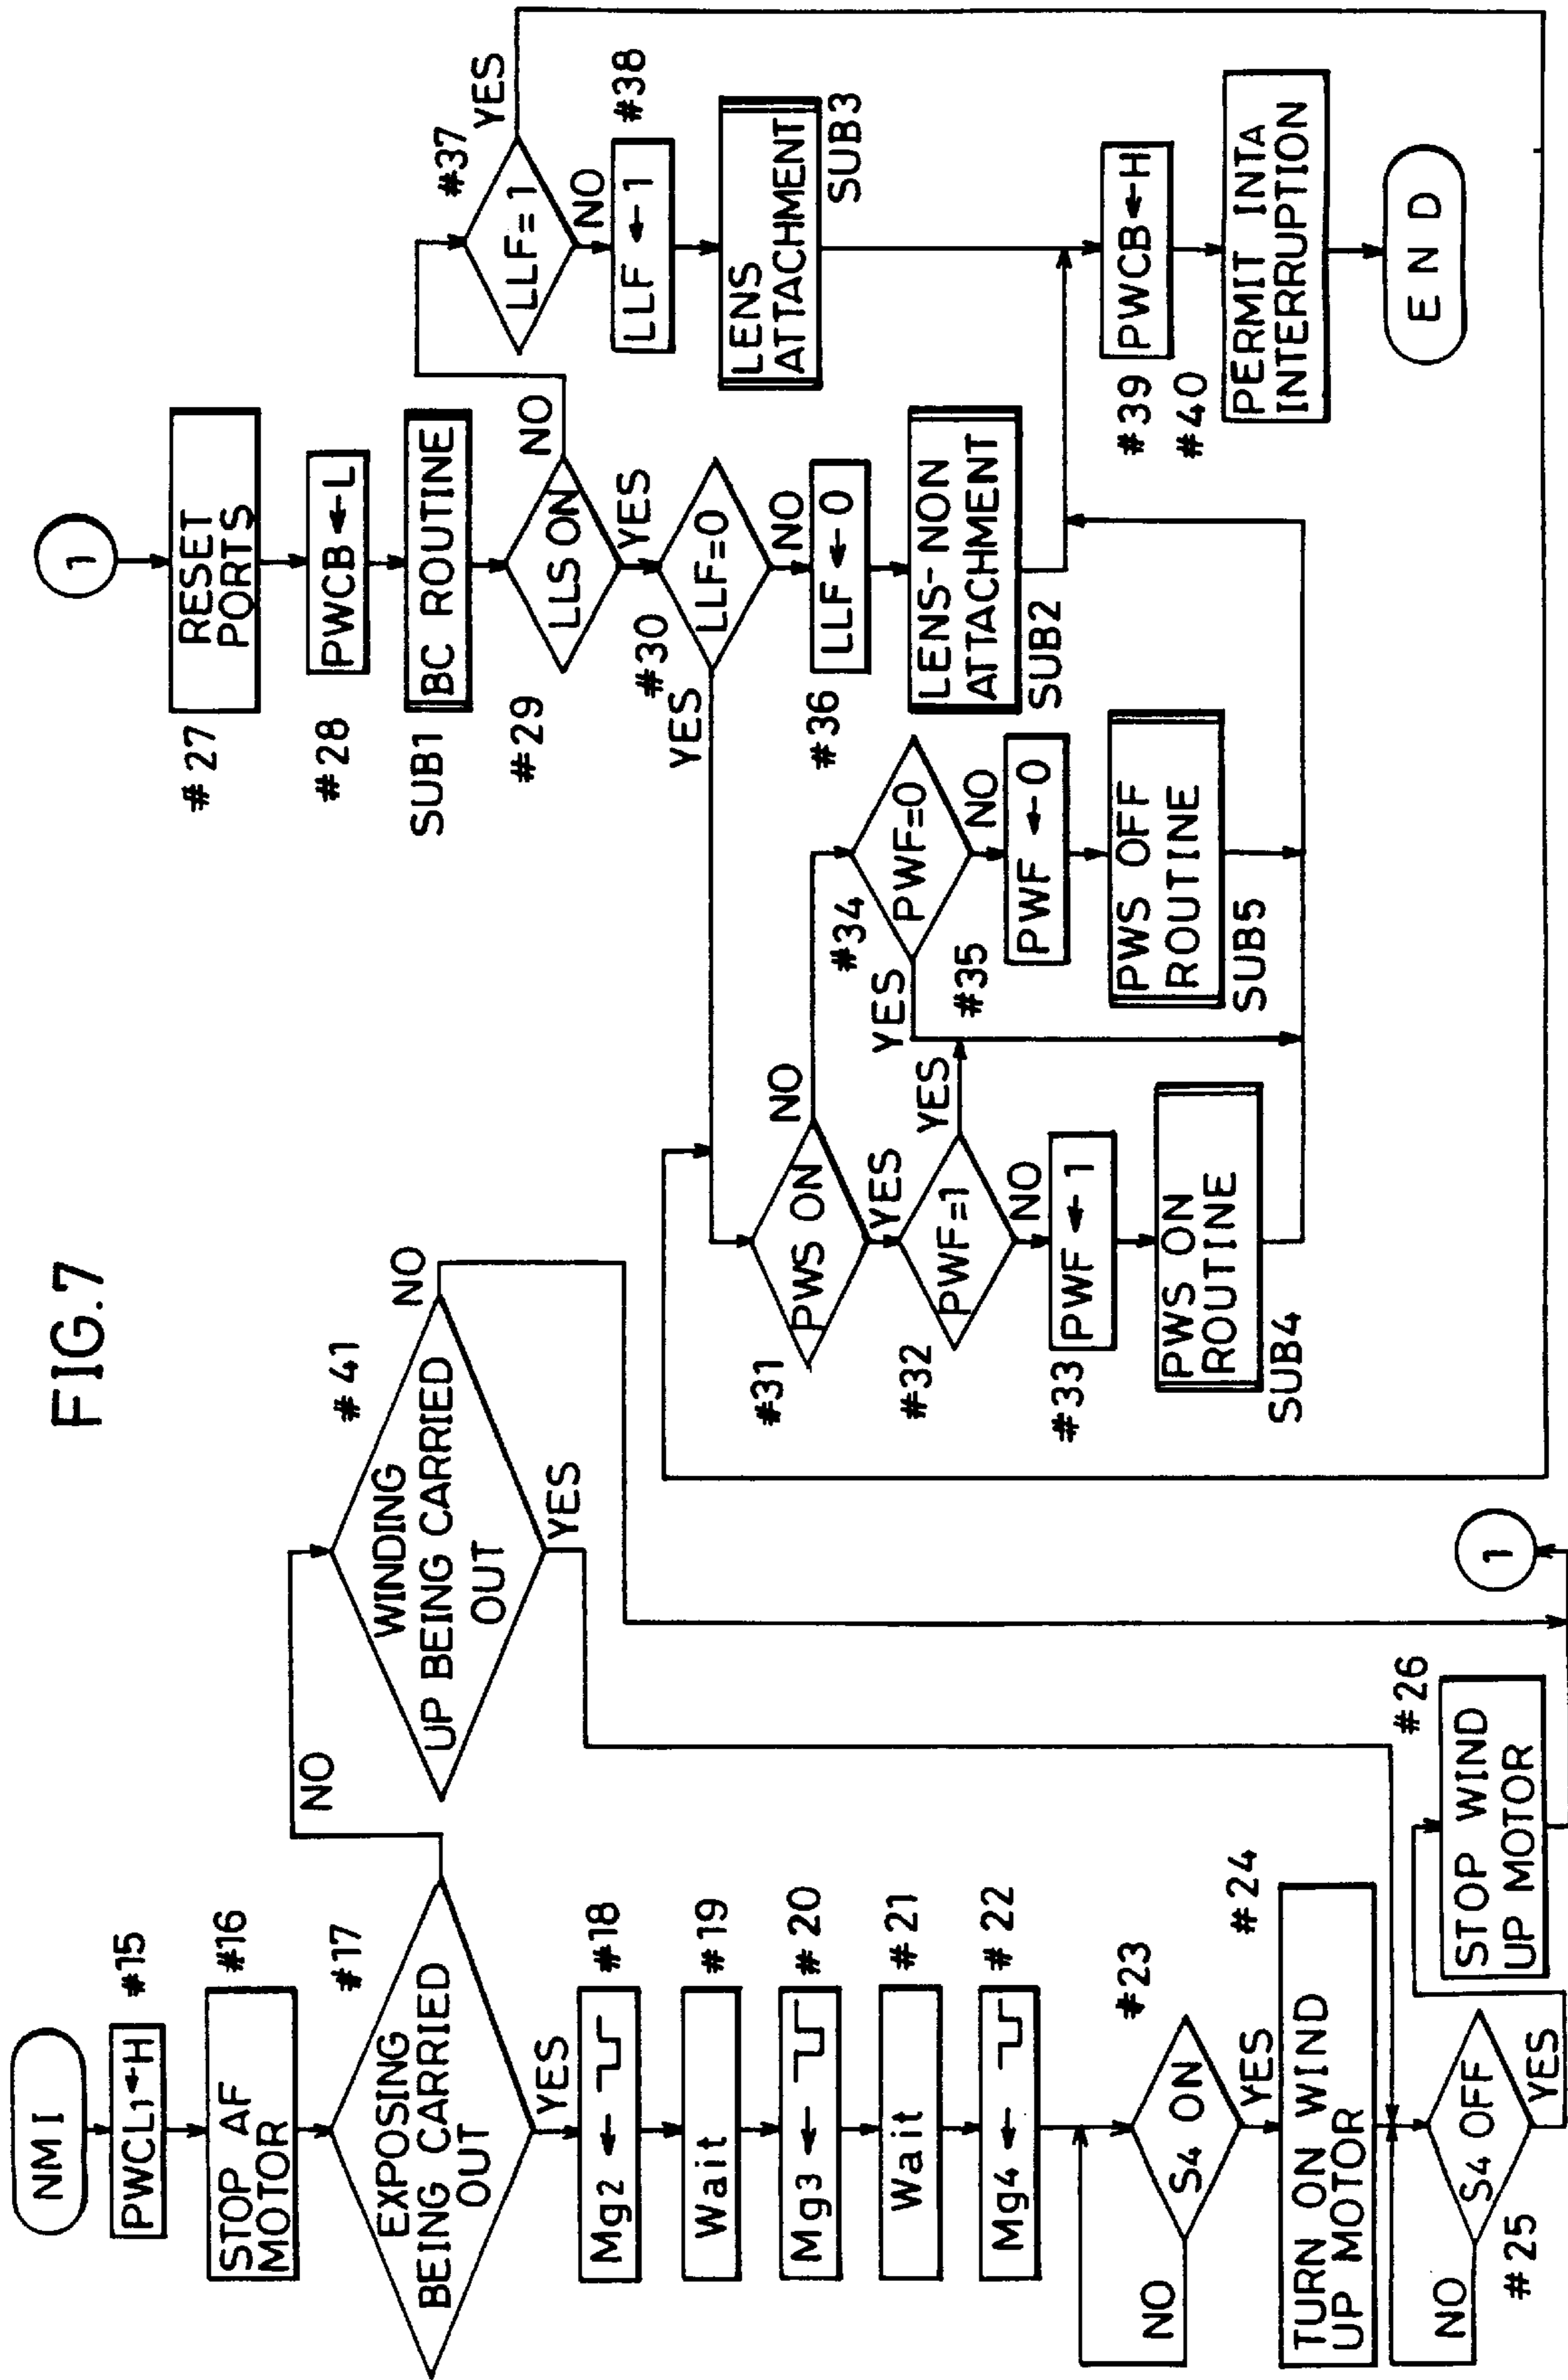 FIG.7
NMI
PWCL1←H
#15
STOP AF
MOTOR
#16
EXPOSING
BEING CARRIED
OUT
#17
NO
YES
Mg2 ←
#18
Wait
#19
Mg3 ←
#20
Wait
#21
Mg4 ←
#22
S4 ON
#23
NO
YES
TURN ON WIND
UP MOTOR
#24
S4 OFF
#25
NO
YES
STOP WIND
UP MOTOR
#26
WINDING
UP BEING CARRIED
OUT
#41
NO
YES
1
1
RESET
PORTS
#27
PWCB←L
#28
BC ROUTINE
SUB1
LLS ON
#29
NO
YES
LLF=0
#30
YES
NO
LLF←0
#36
LENS-NON
ATTACHMENT
SUB2
PWS ON
#31
NO
YES
PWF=1
#32
YES
NO
PWF←1
#33
PWS ON
ROUTINE
SUB4
PWF=0
#34
YES
NO
#35
PWF←0
PWS OFF
ROUTINE
SUB5
LLF=1
#37
YES
NO
LLF←1
#38
LENS
ATTACHMENT
SUB3
PWCB←H
#39
#40
PERMIT INTA
INTERRUPTION
END